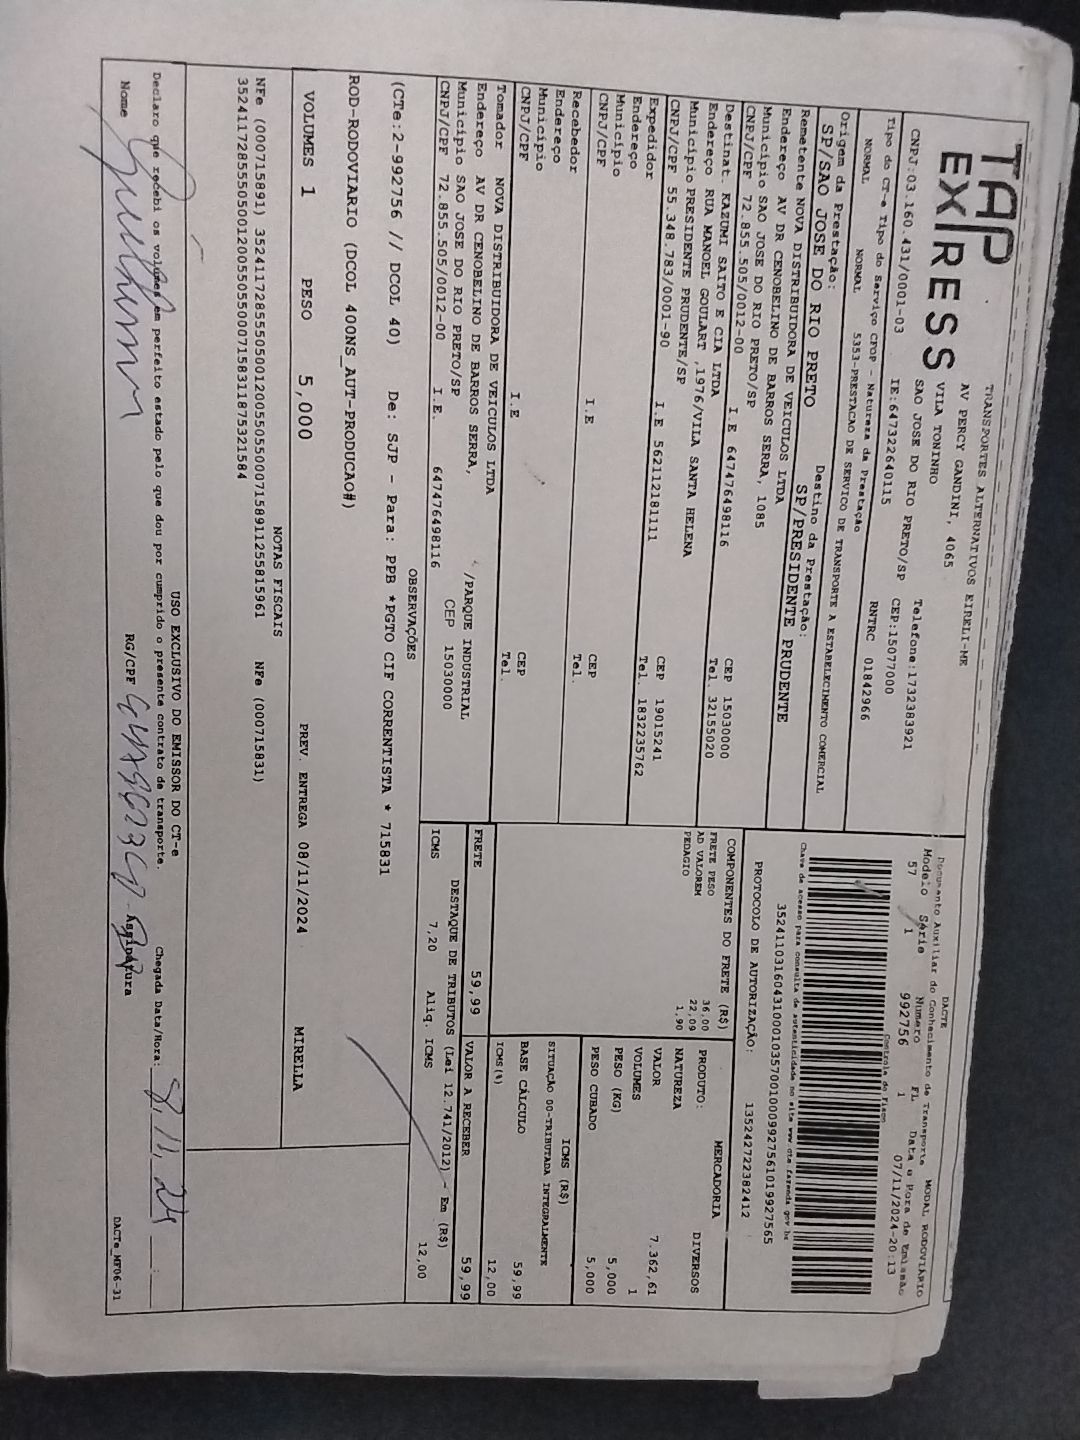 TAP EXPRESS
TRANSPORTES ALTERNATIVOS EIRELI-ME
AV PERCY GANDINI, 4065
VILA TONINHO
SAO JOSE DO RIO PRETO/SP Telefone:1732383921
CNPJ:03.160.431/0001-03 IE:647322640115 CEP:15077000
Tipo do CT-e Tipo do Serviço CFOP - Natureza da Prestação RNTRC 01842966
NORMAL NORMAL 5353-PRESTACAO DE SERVICO DE TRANSPORTE A ESTABELECIMENTO COMERCIAL
Origem da Prestação: Destino da Prestação:
SP/SAO JOSE DO RIO PRETO SP/PRESIDENTE PRUDENTE
Remetente NOVA DISTRIBUIDORA DE VEICULOS LTDA
Endereço AV DR CENOBELINO DE BARROS SERRA, 1085
Município SAO JOSE DO RIO PRETO/SP CEP 15030000
CNPJ/CPF 72.855.505/0012-00 I.E 647476498116 Tel. 32155020
Destinat. KAZUMI SAITO E CIA LTDA
Endereço RUA MANOEL GOULART ,1976/VILA SANTA HELENA
Município PRESIDENTE PRUDENTE/SP CEP 19015241
CNPJ/CPF 55.348.783/0001-90 I.E 562112181111 Tel. 1832235762
Expedidor
Endereço
Município CEP
CNPJ/CPF I.E Tel.
Recebedor
Endereço
Município CEP
CNPJ/CPF I.E Tel.
Tomador NOVA DISTRIBUIDORA DE VEICULOS LTDA
Endereço AV DR CENOBELINO DE BARROS SERRA, /PARQUE INDUSTRIAL
Município SAO JOSE DO RIO PRETO/SP CEP 15030000
CNPJ/CPF 72.855.505/0012-00 I.E. 647476498116
DACTE
Documento Auxiliar do Conhecimento de Transporte MODAL RODOVIÁRIO
Modelo Série Numero FL Data e Hora de Emissão
57 1 992756 1 07/11/2024-20:13
Controle do Fisco
Chave de acesso para consulta de autenticidade no site www.cte.fazenda.gov.br
35241103160431000103570010009927561019927565
PROTOCOLO DE AUTORIZAÇÃO: 135242722382412
COMPONENTES DO FRETE (R$)
FRETE PESO 36,00
AD VALOREM 22,09
PEDAGIO 1,90
MERCADORIA
PRODUTO: DIVERSOS
NATUREZA
VALOR 7.362,61
VOLUMES 1
PESO (KG) 5,000
PESO CUBADO 5,000
ICMS (R$)
SITUAÇÃO 00-TRIBUTADA INTEGRALMENTE
BASE CÁLCULO 59,99
ICMS(%) 12,00
FRETE 59,99 VALOR A RECEBER 59,99
DESTAQUE DE TRIBUTOS (Lei 12.741/2012) - Em (R$)
ICMS 7,20 Aliq. ICMS 12,00
OBSERVAÇÕES
(CTe:2-992756 // DCOL 40) De: SJP - Para: PPB *PGTO CIF CORRENTISTA * 715831
ROD-RODOVIARIO (DCOL 400NS_AUT-PRODUCAO#)
VOLUMES 1 PESO 5,000 PREV. ENTREGA 08/11/2024 MIRELLA
NOTAS FISCAIS
NFe (000715891) 35241172855505001200550550007158911255815961 NFe (000715831)
35241172855505001200550550007158311875321584
USO EXCLUSIVO DO EMISSOR DO CT-e
Declaro que recebi os volumes em perfeito estado pelo que dou por cumprido o presente contrato de transporte. Chegada Data/Hora: 8, 11, 24 :
Nome RG/CPF Assinatura
DACTe_MF06-31